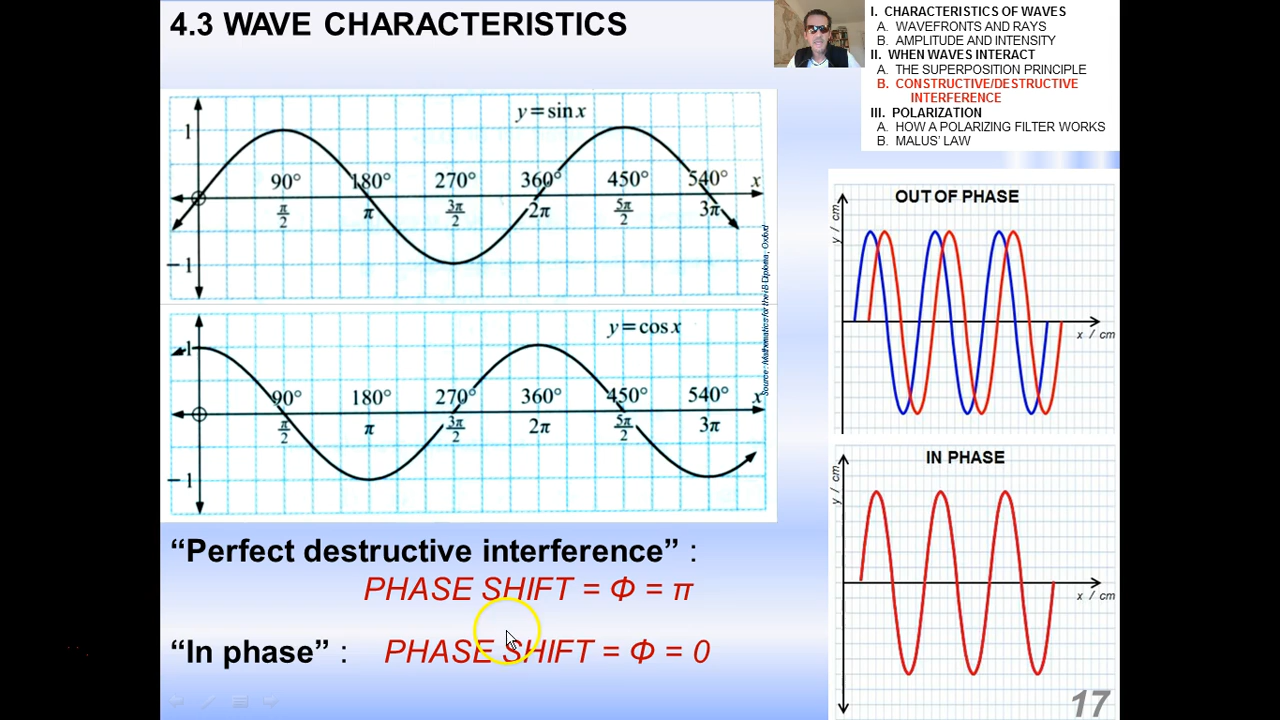 4.3 WAVE CHARACTERISTICS
I. CHARACTERISTICS OF WAVES
A. WAVEFRONTS AND RAYS
B. AMPLITUDE AND INTENSITY
II. WHEN WAVES INTERACT
A. THE SUPERPOSITION PRINCIPLE
B. CONSTRUCTIVE/DESTRUCTIVE
INTERFERENCE
III. POLARIZATION
A. HOW A POLARIZING FILTER WORKS
B. MALUS' LAW
y = sin x
1
90° 180° 270° 360° 450° 540° x
π/2 π 3π/2 2π 5π/2 3π
−1
y = cos x
1
90° 180° 270° 360° 450° 540° x
π/2 π 3π/2 2π 5π/2 3π
−1
Source: Mathematics for the IB Diploma, Oxford
OUT OF PHASE
y / cm
x / cm
IN PHASE
y / cm
x / cm
“Perfect destructive interference” :
PHASE SHIFT = Φ = π
“In phase” : PHASE SHIFT = Φ = 0
17